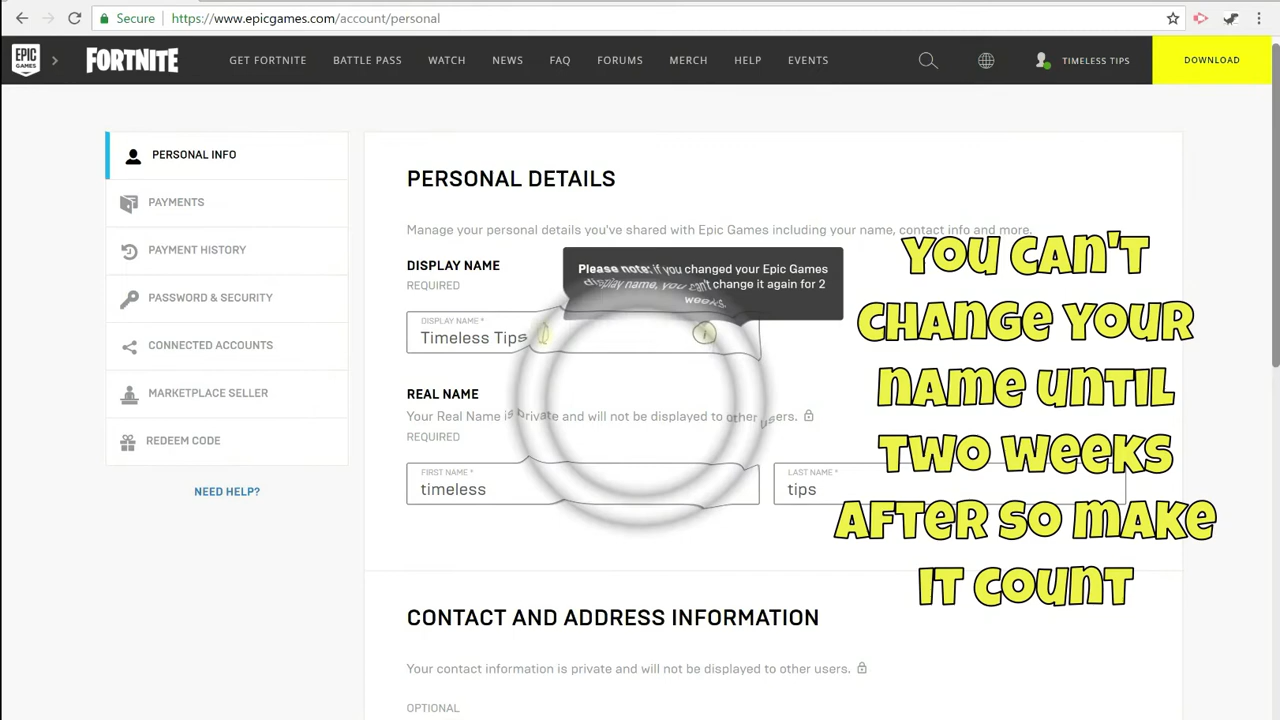 Secure https://www.epicgames.com/account/personal
EPIC GAMES FORTNITE GET FORTNITE BATTLE PASS WATCH NEWS FAQ FORUMS MERCH HELP EVENTS TIMELESS TIPS DOWNLOAD
PERSONAL INFO
PAYMENTS
PAYMENT HISTORY
PASSWORD & SECURITY
CONNECTED ACCOUNTS
MARKETPLACE SELLER
REDEEM CODE
NEED HELP?
PERSONAL DETAILS
Manage your personal details you've shared with Epic Games including your name, contact info and more.
DISPLAY NAME
REQUIRED
Please note: if you changed your Epic Games
display name, you can't change it again for 2
weeks.
DISPLAY NAME *
Timeless Tips
REAL NAME
Your Real Name is private and will not be displayed to other users.
REQUIRED
FIRST NAME *
timeless
LAST NAME *
tips
CONTACT AND ADDRESS INFORMATION
Your contact information is private and will not be displayed to other users.
OPTIONAL
You can't
change your
name until
two weeks
after so make
it count